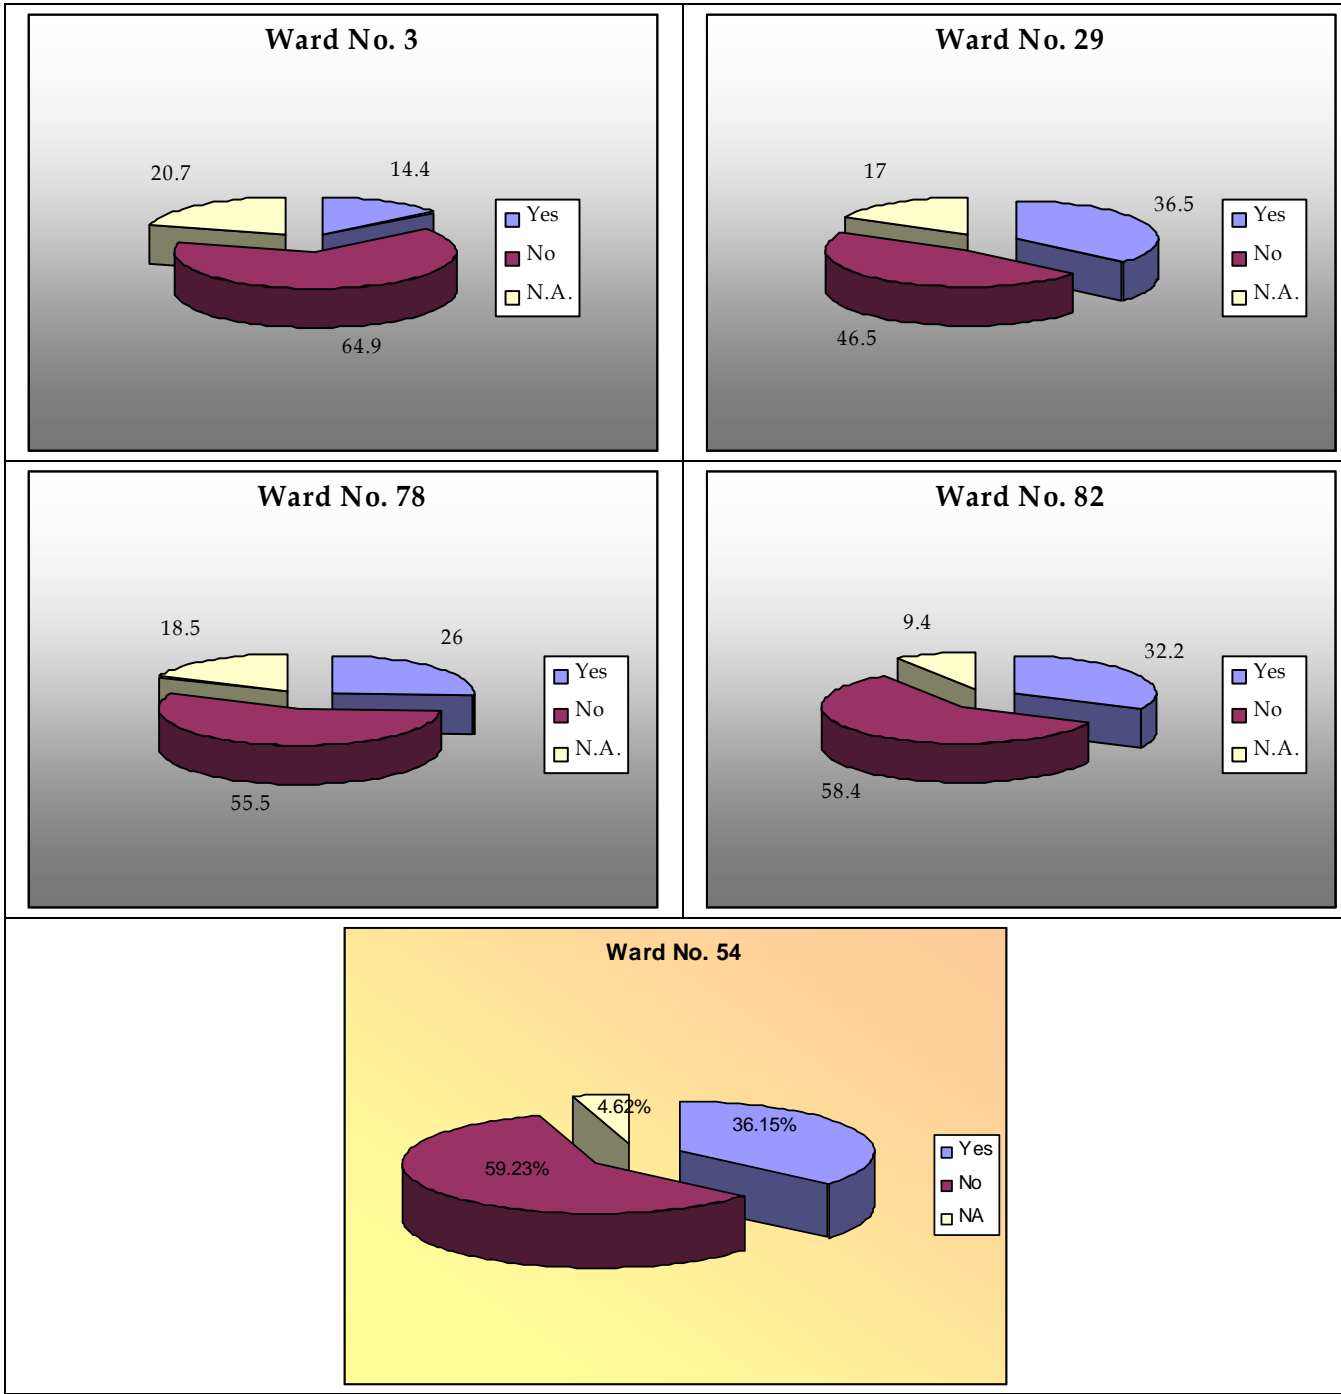 Ward No. 3
20.7
14.4
64.9
Yes
No
N.A.
Ward No. 29
17
36.5
46.5
Yes
No
N.A.
Ward No. 78
18.5
26
55.5
Yes
No
N.A.
Ward No. 82
9.4
32.2
58.4
Yes
No
N.A.
Ward No. 54
4.62%
36.15%
59.23%
Yes
No
NA